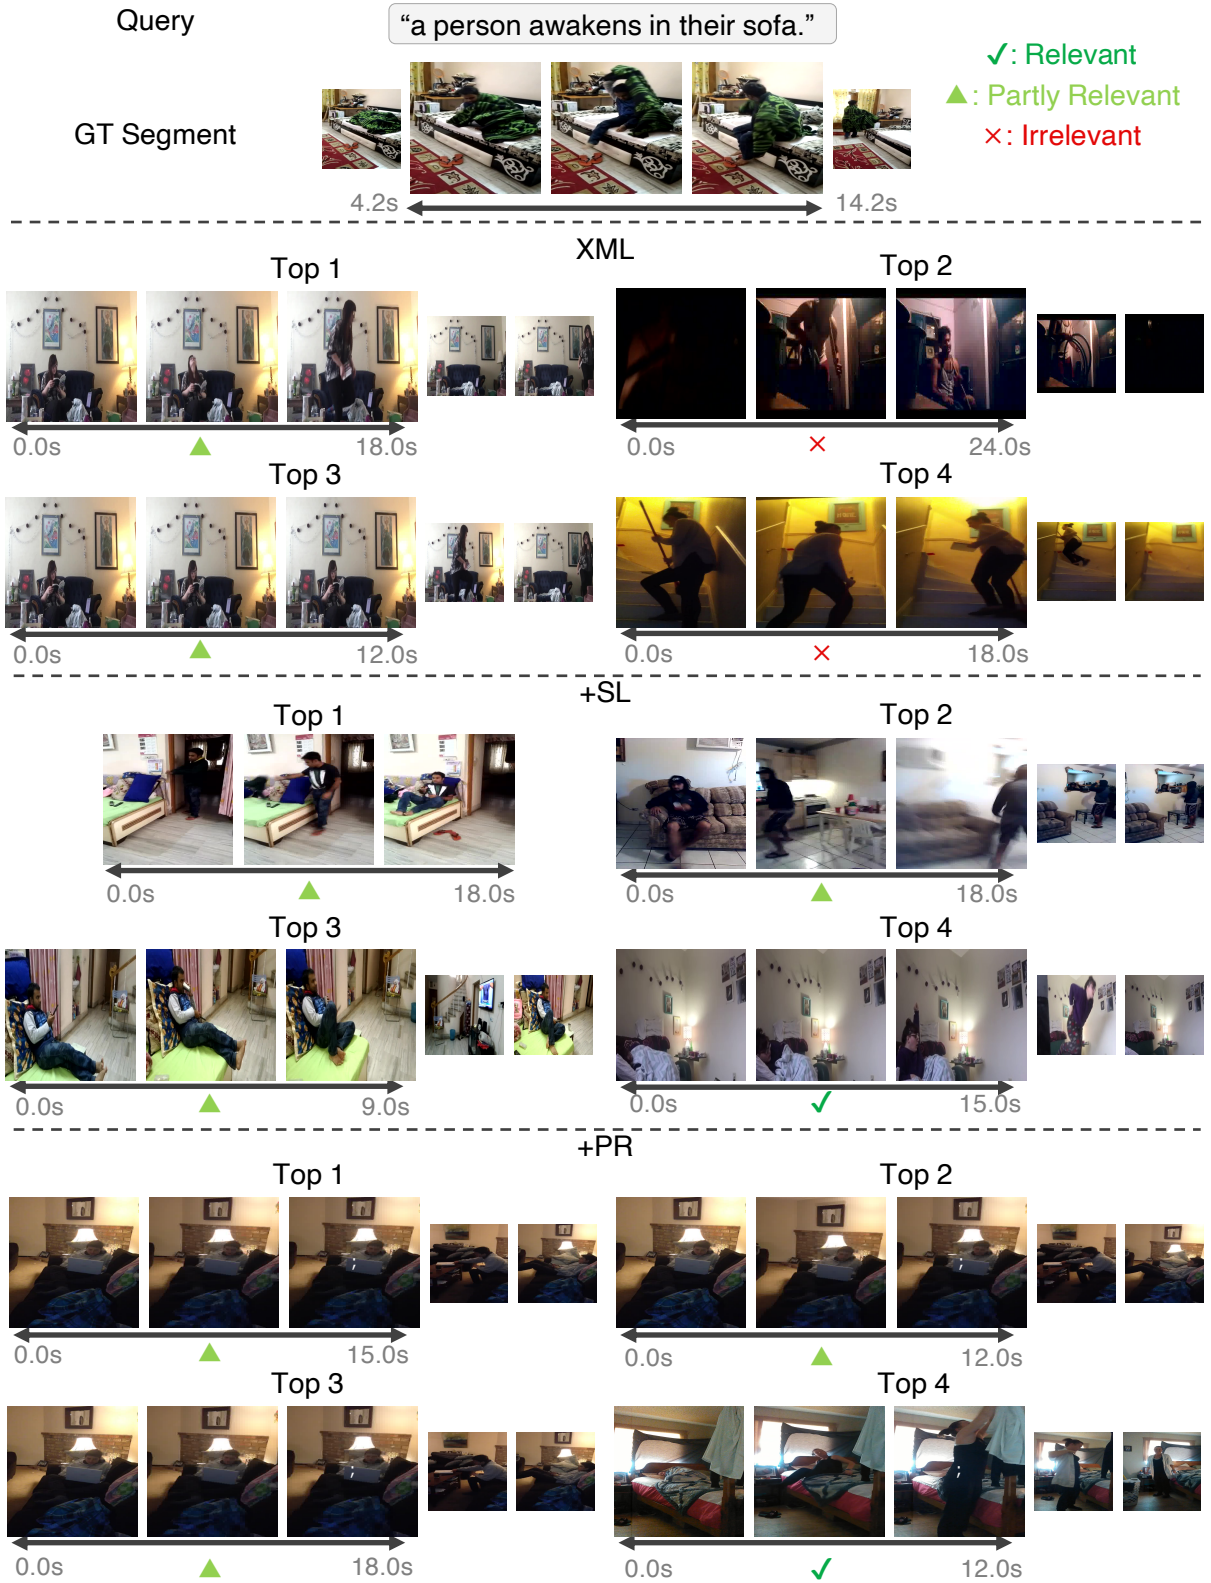 Query
“a person awakens in their sofa.”
✓: Relevant
▲: Partly Relevant
×: Irrelevant
GT Segment
4.2s
14.2s
XML
Top 1
Top 2
0.0s
18.0s
0.0s
24.0s
Top 3
Top 4
0.0s
12.0s
0.0s
18.0s
+SL
Top 1
Top 2
0.0s
18.0s
0.0s
18.0s
Top 3
Top 4
0.0s
9.0s
0.0s
15.0s
+PR
Top 1
Top 2
0.0s
15.0s
0.0s
12.0s
Top 3
Top 4
0.0s
18.0s
0.0s
12.0s